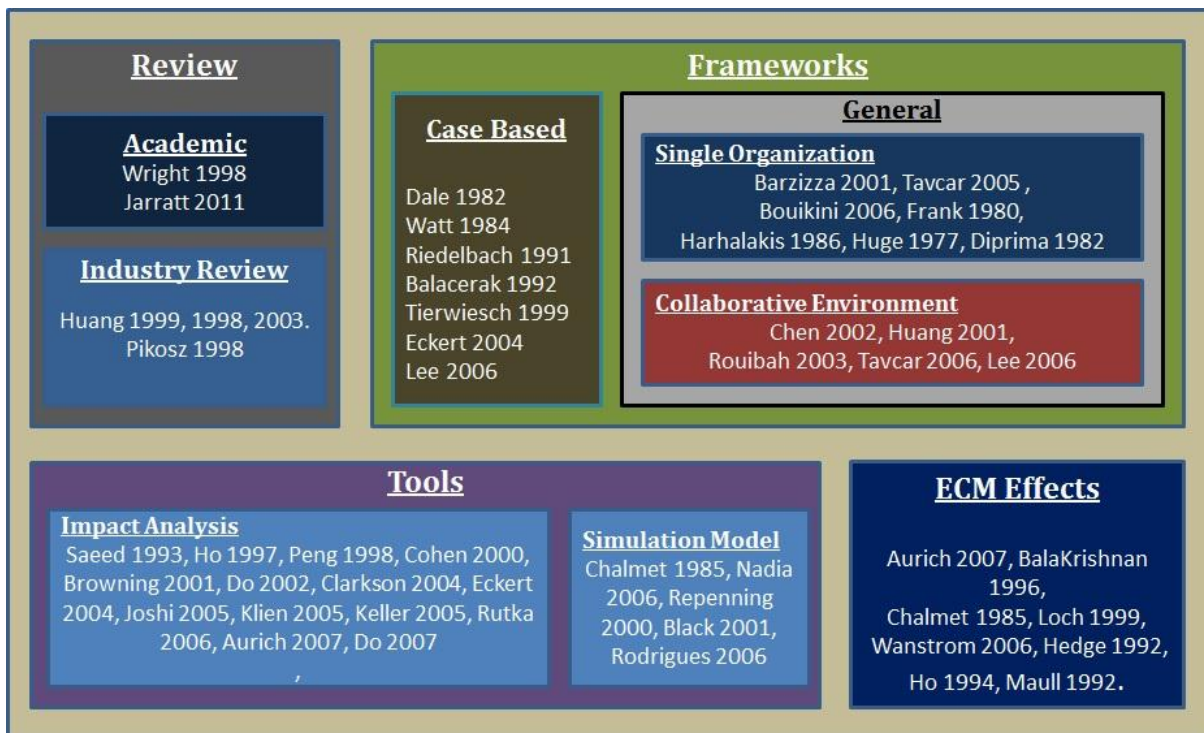 Review
Academic
Wright 1998
Jarratt 2011
Industry Review
Huang 1999, 1998, 2003.
Pikosz 1998
Frameworks
Case Based
Dale 1982
Watt 1984
Riedelbach 1991
Balacerak 1992
Tierwiesch 1999
Eckert 2004
Lee 2006
General
Single Organization
Barzizza 2001, Tavcar 2005 ,
Bouikini 2006, Frank 1980,
Harhalakis 1986, Huge 1977, Diprima 1982
Collaborative Environment
Chen 2002, Huang 2001,
Rouibah 2003, Tavcar 2006, Lee 2006
Tools
Impact Analysis
Saeed 1993, Ho 1997, Peng 1998, Cohen 2000,
Browning 2001, Do 2002, Clarkson 2004, Eckert
2004, Joshi 2005, Klien 2005, Keller 2005, Rutka
2006, Aurich 2007, Do 2007
,
Simulation Model
Chalmet 1985, Nadia
2006, Repenning
2000, Black 2001,
Rodrigues 2006
ECM Effects
Aurich 2007, BalaKrishnan
1996,
Chalmet 1985, Loch 1999,
Wanstrom 2006, Hedge 1992,
Ho 1994, Maull 1992.